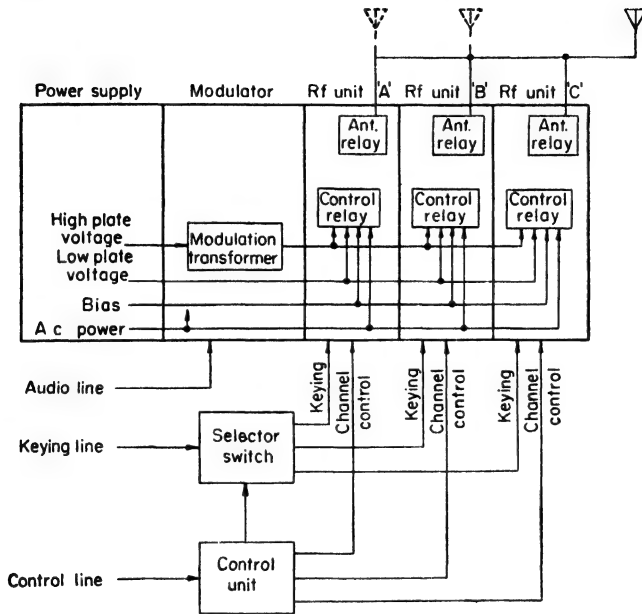 Power supply
Modulator
Rf unit 'A'
Rf unit 'B'
Rf unit 'C'
Ant.
relay
Ant.
relay
Ant.
relay
Control
relay
Control
relay
Control
relay
High plate
voltage
Modulation
transformer
Low plate
voltage
Bias
A c power
Audio line
Keying
Channel
control
Keying
Channel
control
Keying
Channel
control
Keying line
Selector
switch
Control line
Control
unit